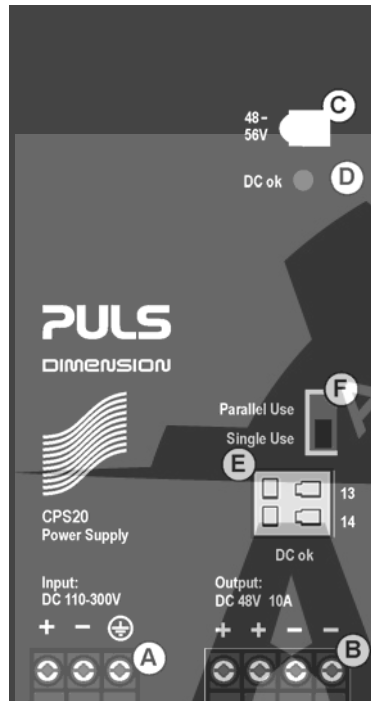 48-
56V
C
DC ok
D
PULS
DIMENSION
F
Parallel Use
Single Use
E
13
14
CPS20
Power Supply
DC ok
Input:
DC 110-300V
Output:
DC 48V 10A
+ -
+ + - -
A
B